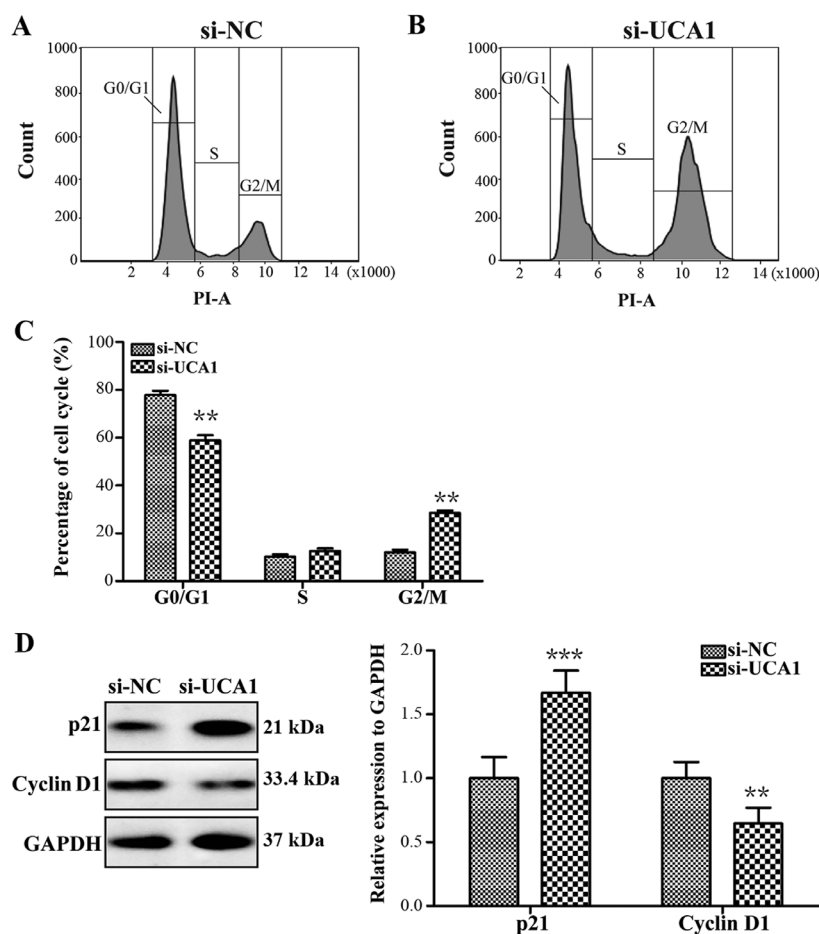 A
si-NC
1000
800
600
400
200
0
G0/G1
S
G2/M
Count
2 4 6 8 10 12 14 (x1000)
PI-A
B
si-UCA1
1000
800
600
400
200
0
G0/G1
S
G2/M
Count
2 4 6 8 10 12 14 (x1000)
PI-A
C
si-NC
si-UCA1
Percentage of cell cycle (%)
100
80
60
40
20
0
**
**
G0/G1 S G2/M
D
si-NC si-UCA1
p21 21 kDa
Cyclin D1 33.4 kDa
GAPDH 37 kDa
Relative expression to GAPDH
2.0
1.5
1.0
0.5
0.0
***
**
si-NC
si-UCA1
p21 Cyclin D1